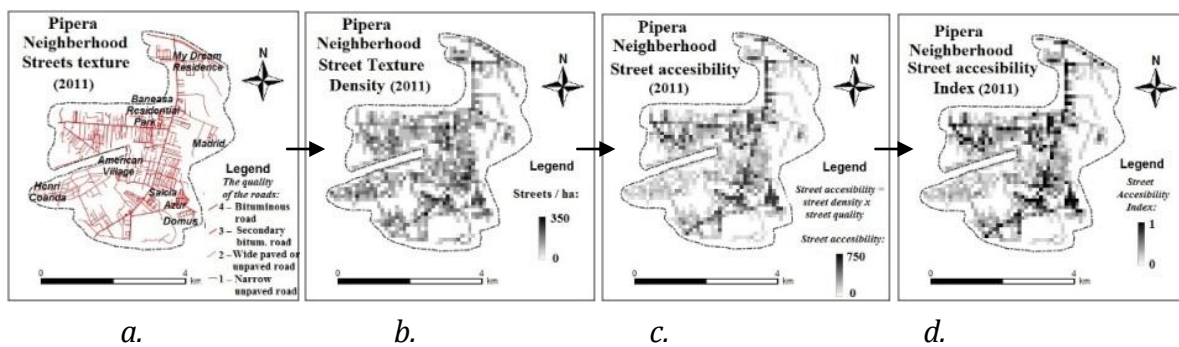 Pipera
Neighborhood
Streets texture
(2011)
My Dream
Residence
N
Baneasa
Residential
Park
Madrid
American
Village
Henri
Coanda
Salcia
Azur
Domus
Legend
The quality
of the roads:
4 – Bituminous
road
3 – Secondary
bitum. road
2 – Wide paved or
unpaved road
1 – Narrow
unpaved road
0 4
km
a.
Pipera
Neighborhood
Street Texture
Density (2011)
N
Legend
Streets / ha:
350
0
0 4
km
b.
Pipera
Neighborhood
Street accesibility
(2011)
N
Legend
Street accesibility =
street density x
street quality
Street accesibility:
750
0
0 4
km
c.
Pipera
Neighborhood
Street accesibility
Index (2011)
N
Legend
Street
Accesibility
Index:
1
0
0 4
km
d.